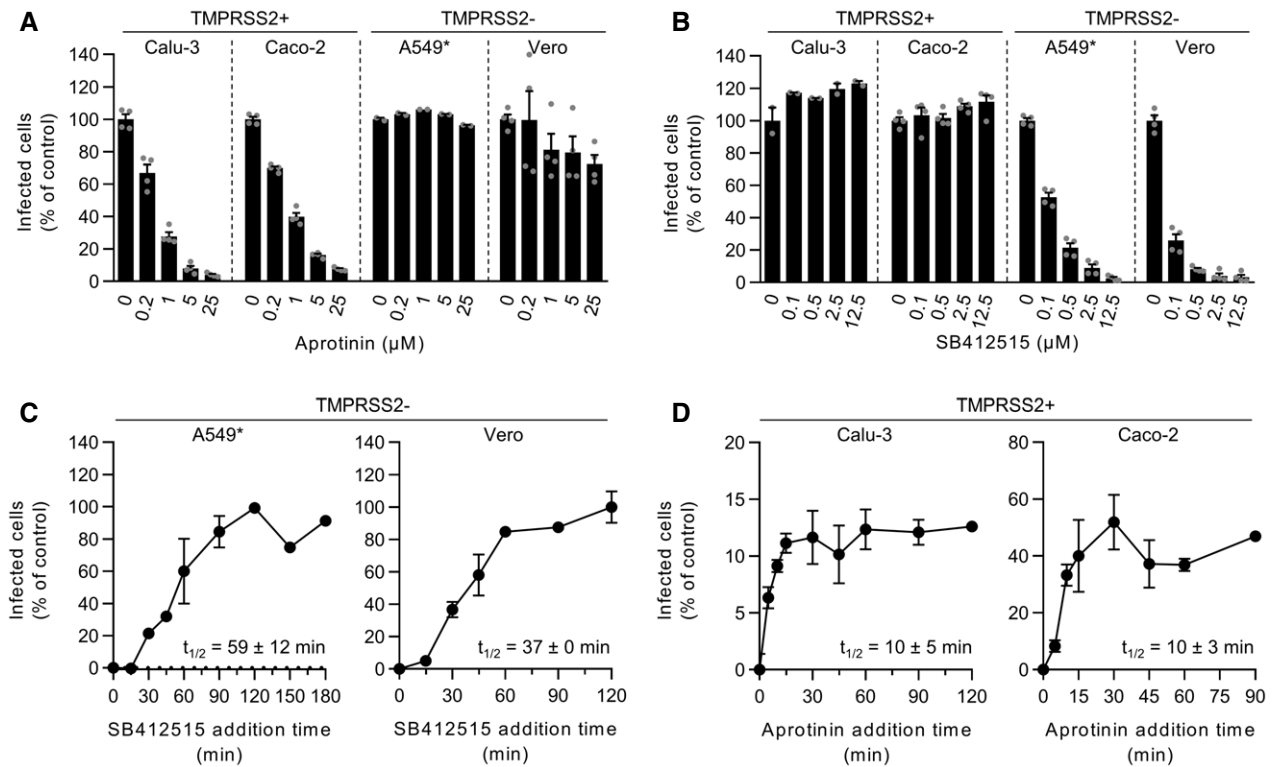 A
TMPRSS2+ TMPRSS2-
Calu-3 Caco-2 A549* Vero
Infected cells
(% of control)
140
120
100
80
60
40
20
0
0 0.2 1 5 25 0 0.2 1 5 25 0 0.2 1 5 25 0 0.2 1 5 25
Aprotinin (µM)
B
TMPRSS2+ TMPRSS2-
Calu-3 Caco-2 A549* Vero
Infected cells
(% of control)
140
120
100
80
60
40
20
0
0 0.1 0.5 2.5 12.5 0 0.1 0.5 2.5 12.5 0 0.1 0.5 2.5 12.5 0 0.1 0.5 2.5 12.5
SB412515 (µM)
C
TMPRSS2-
A549*
Infected cells
(% of control)
140
120
100
80
60
40
20
0
t1/2 = 59 ± 12 min
0 30 60 90 120 150 180
SB412515 addition time
(min)
Vero
140
120
100
80
60
40
20
0
t1/2 = 37 ± 0 min
0 30 60 90 120
SB412515 addition time
(min)
D
TMPRSS2+
Calu-3
Infected cells
(% of control)
20
15
10
5
0
t1/2 = 10 ± 5 min
0 30 60 90 120
Aprotinin addition time
(min)
Caco-2
80
60
40
20
0
t1/2 = 10 ± 3 min
0 15 30 45 60 75 90
Aprotinin addition time
(min)